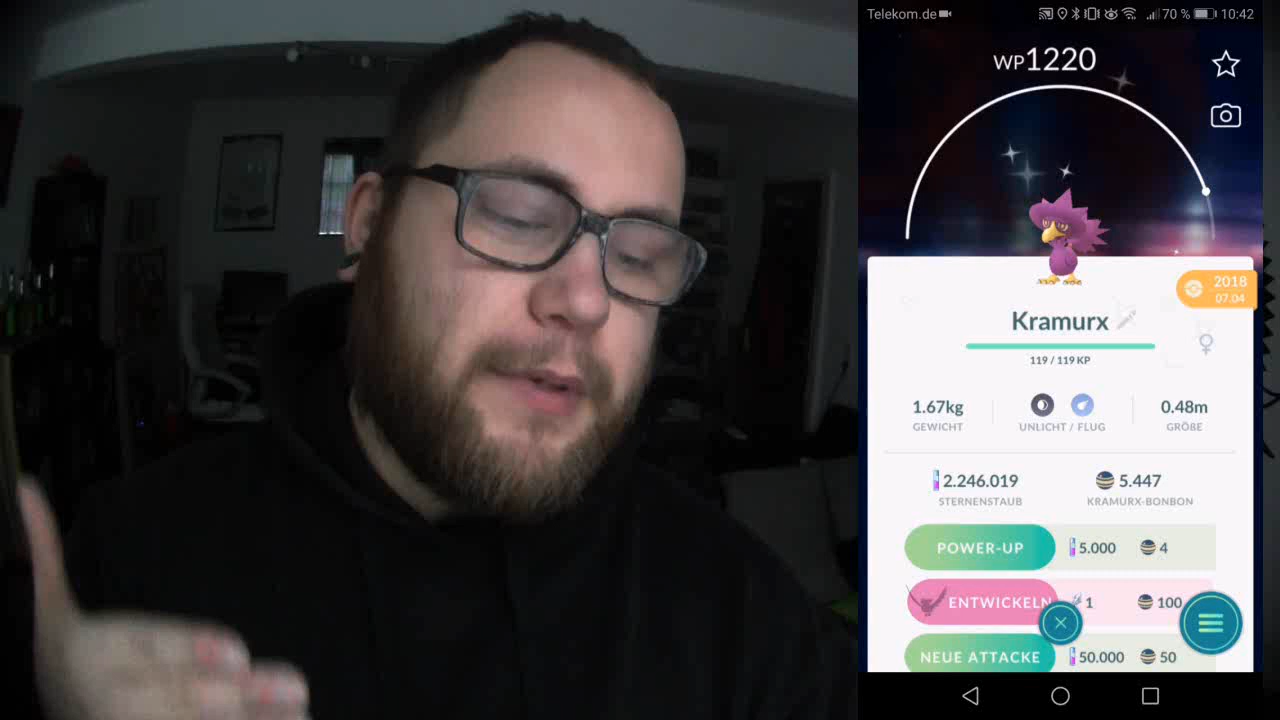 Telekom.de 70 % 10:42
WP1220
2018
07.04
Kramurx
119 / 119 KP
1.67kg
GEWICHT
UNLICHT / FLUG
0.48m
GRÖßE
2.246.019
STERNENSTAUB
5.447
KRAMURX-BONBON
POWER-UP 5.000 4
ENTWICKELN 1 100
NEUE ATTACKE 50.000 50